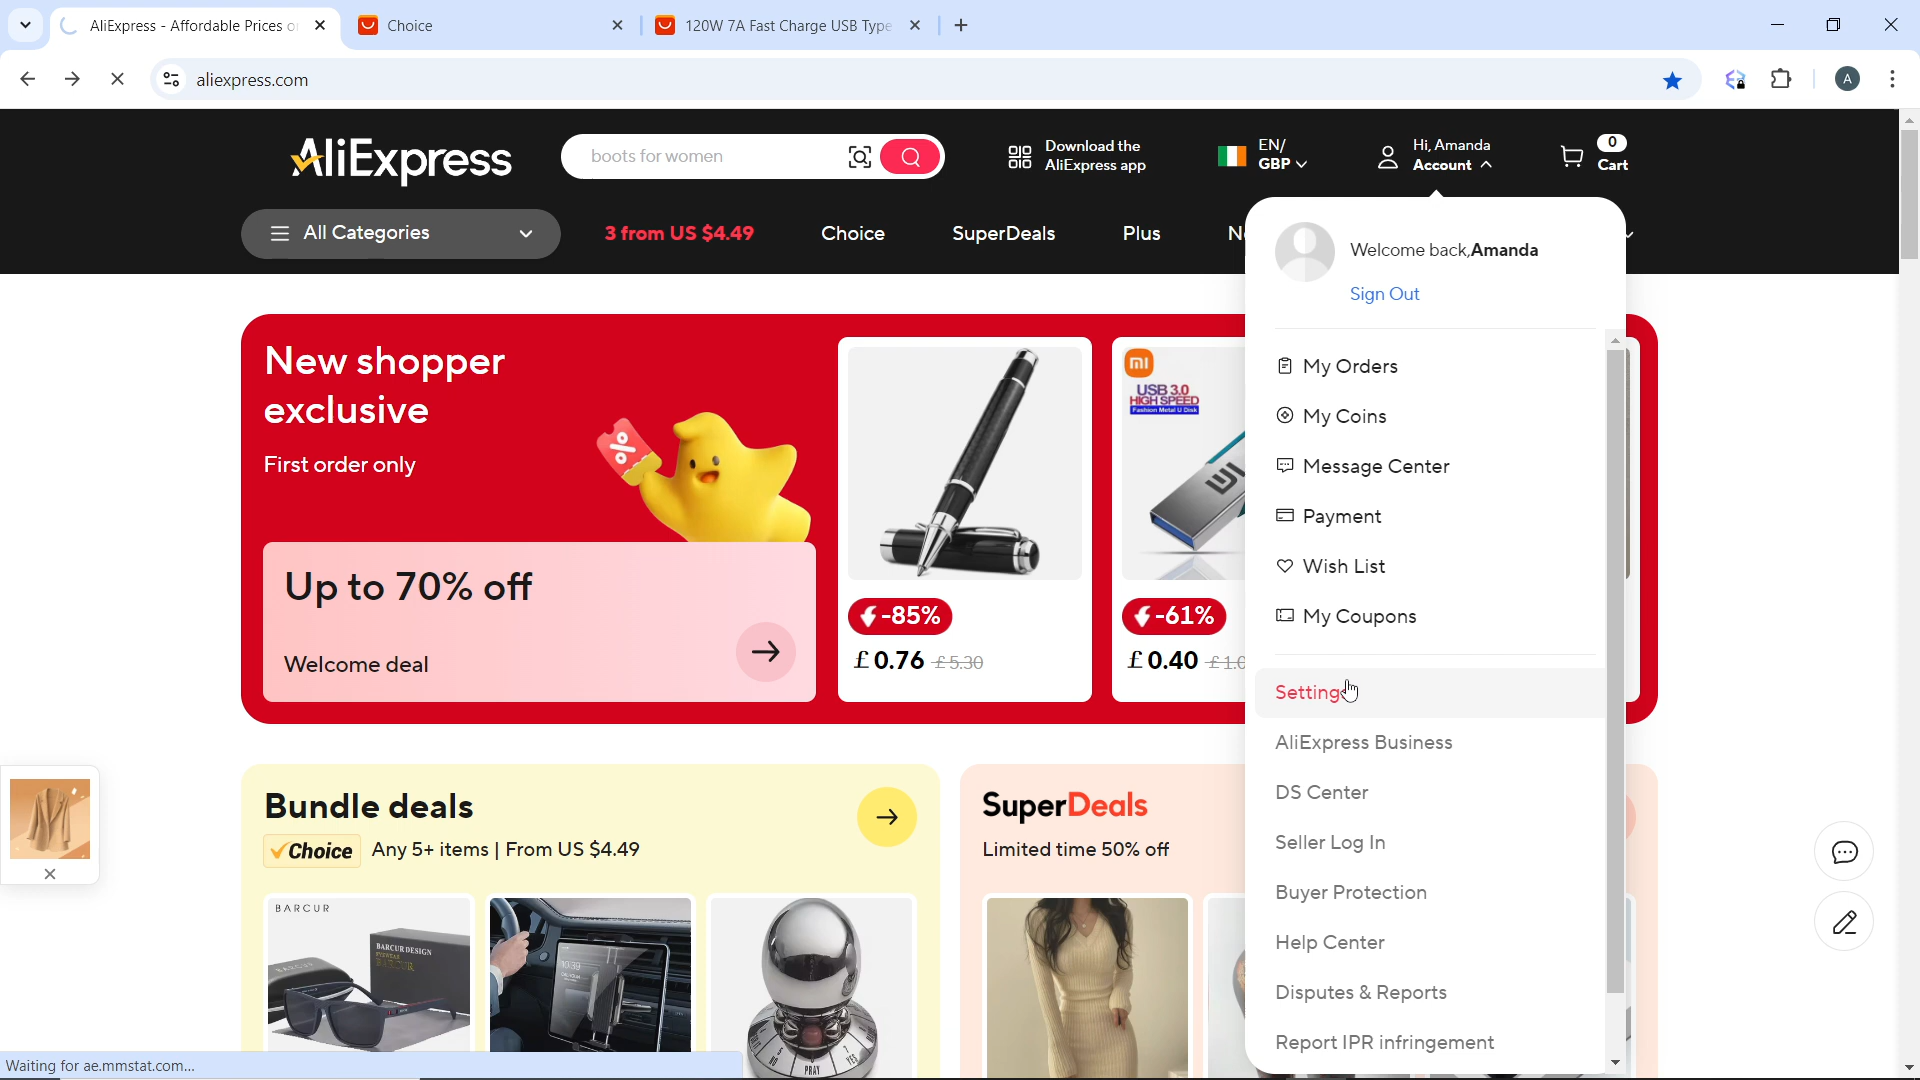 AliExpress - Affordable Prices o
Choice
120W 7A Fast Charge USB Type
aliexpress.com
A
AliExpress
boots for women
Download the
AliExpress app
EN/
GBP
Hi, Amanda
Account
0
Cart
All Categories
3 from US $4.49
Choice
SuperDeals
Plus
Welcome back,Amanda
Sign Out
My Orders
My Coins
Message Center
Payment
Wish List
My Coupons
Setting
AliExpress Business
DS Center
Seller Log In
Buyer Protection
Help Center
Disputes & Reports
Report IPR infringement
New shopper
exclusive
First order only
Up to 70% off
Welcome deal
-85%
£0.76 £5.30
USB 3.0
HIGH SPEED
Fashion Metal U Disk
-61%
£0.40
Bundle deals
Choice Any 5+ items | From US $4.49
BARCUR
BARCUR DESIGN
SuperDeals
Limited time 50% off
PRAY
YES
Waiting for ae.mmstat.com...